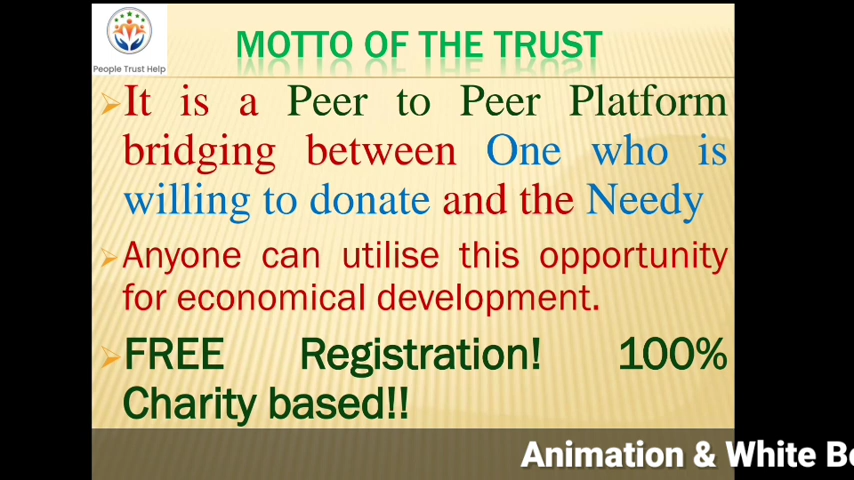 People Trust Help
MOTTO OF THE TRUST
It is a Peer to Peer Platform
bridging between One who is
willing to donate and the Needy
Anyone can utilise this opportunity
for economical development.
FREE Registration! 100%
Charity based!!
Animation & White